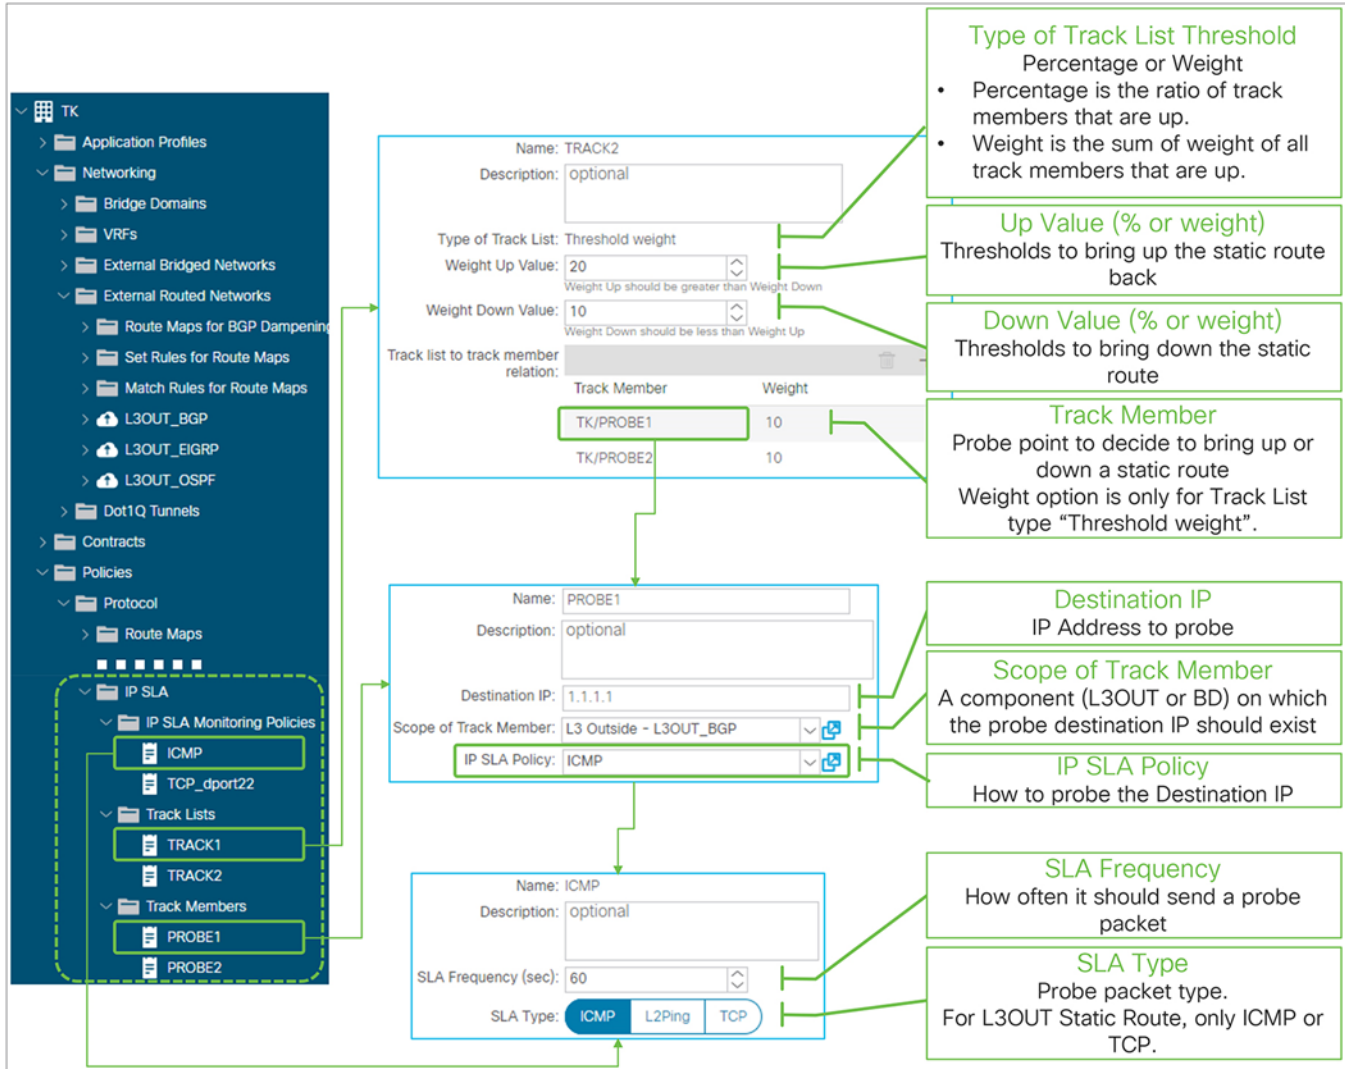 TK
Application Profiles
Networking
Bridge Domains
VRFs
External Bridged Networks
External Routed Networks
Route Maps for BGP Dampening
Set Rules for Route Maps
Match Rules for Route Maps
L3OUT_BGP
L3OUT_EIGRP
L3OUT_OSPF
Dot1Q Tunnels
Contracts
Policies
Protocol
Route Maps
IP SLA
IP SLA Monitoring Policies
ICMP
TCP_dport22
Track Lists
TRACK1
TRACK2
Track Members
PROBE1
PROBE2
Name: TRACK2
Description: optional
Type of Track List: Threshold weight
Weight Up Value: 20
Weight Up should be greater than Weight Down
Weight Down Value: 10
Weight Down should be less than Weight Up
Track list to track member
relation:
Track Member Weight
TK/PROBE1 10
TK/PROBE2 10
Name: PROBE1
Description: optional
Destination IP: 1.1.1.1
Scope of Track Member: L3 Outside - L3OUT_BGP
IP SLA Policy: ICMP
Name: ICMP
Description: optional
SLA Frequency (sec): 60
SLA Type: ICMP L2Ping TCP
Type of Track List Threshold
Percentage or Weight
• Percentage is the ratio of track
members that are up.
• Weight is the sum of weight of all
track members that are up.
Up Value (% or weight)
Thresholds to bring up the static route
back
Down Value (% or weight)
Thresholds to bring down the static
route
Track Member
Probe point to decide to bring up or
down a static route
Weight option is only for Track List
type “Threshold weight”.
Destination IP
IP Address to probe
Scope of Track Member
A component (L3OUT or BD) on which
the probe destination IP should exist
IP SLA Policy
How to probe the Destination IP
SLA Frequency
How often it should send a probe
packet
SLA Type
Probe packet type.
For L3OUT Static Route, only ICMP or
TCP.